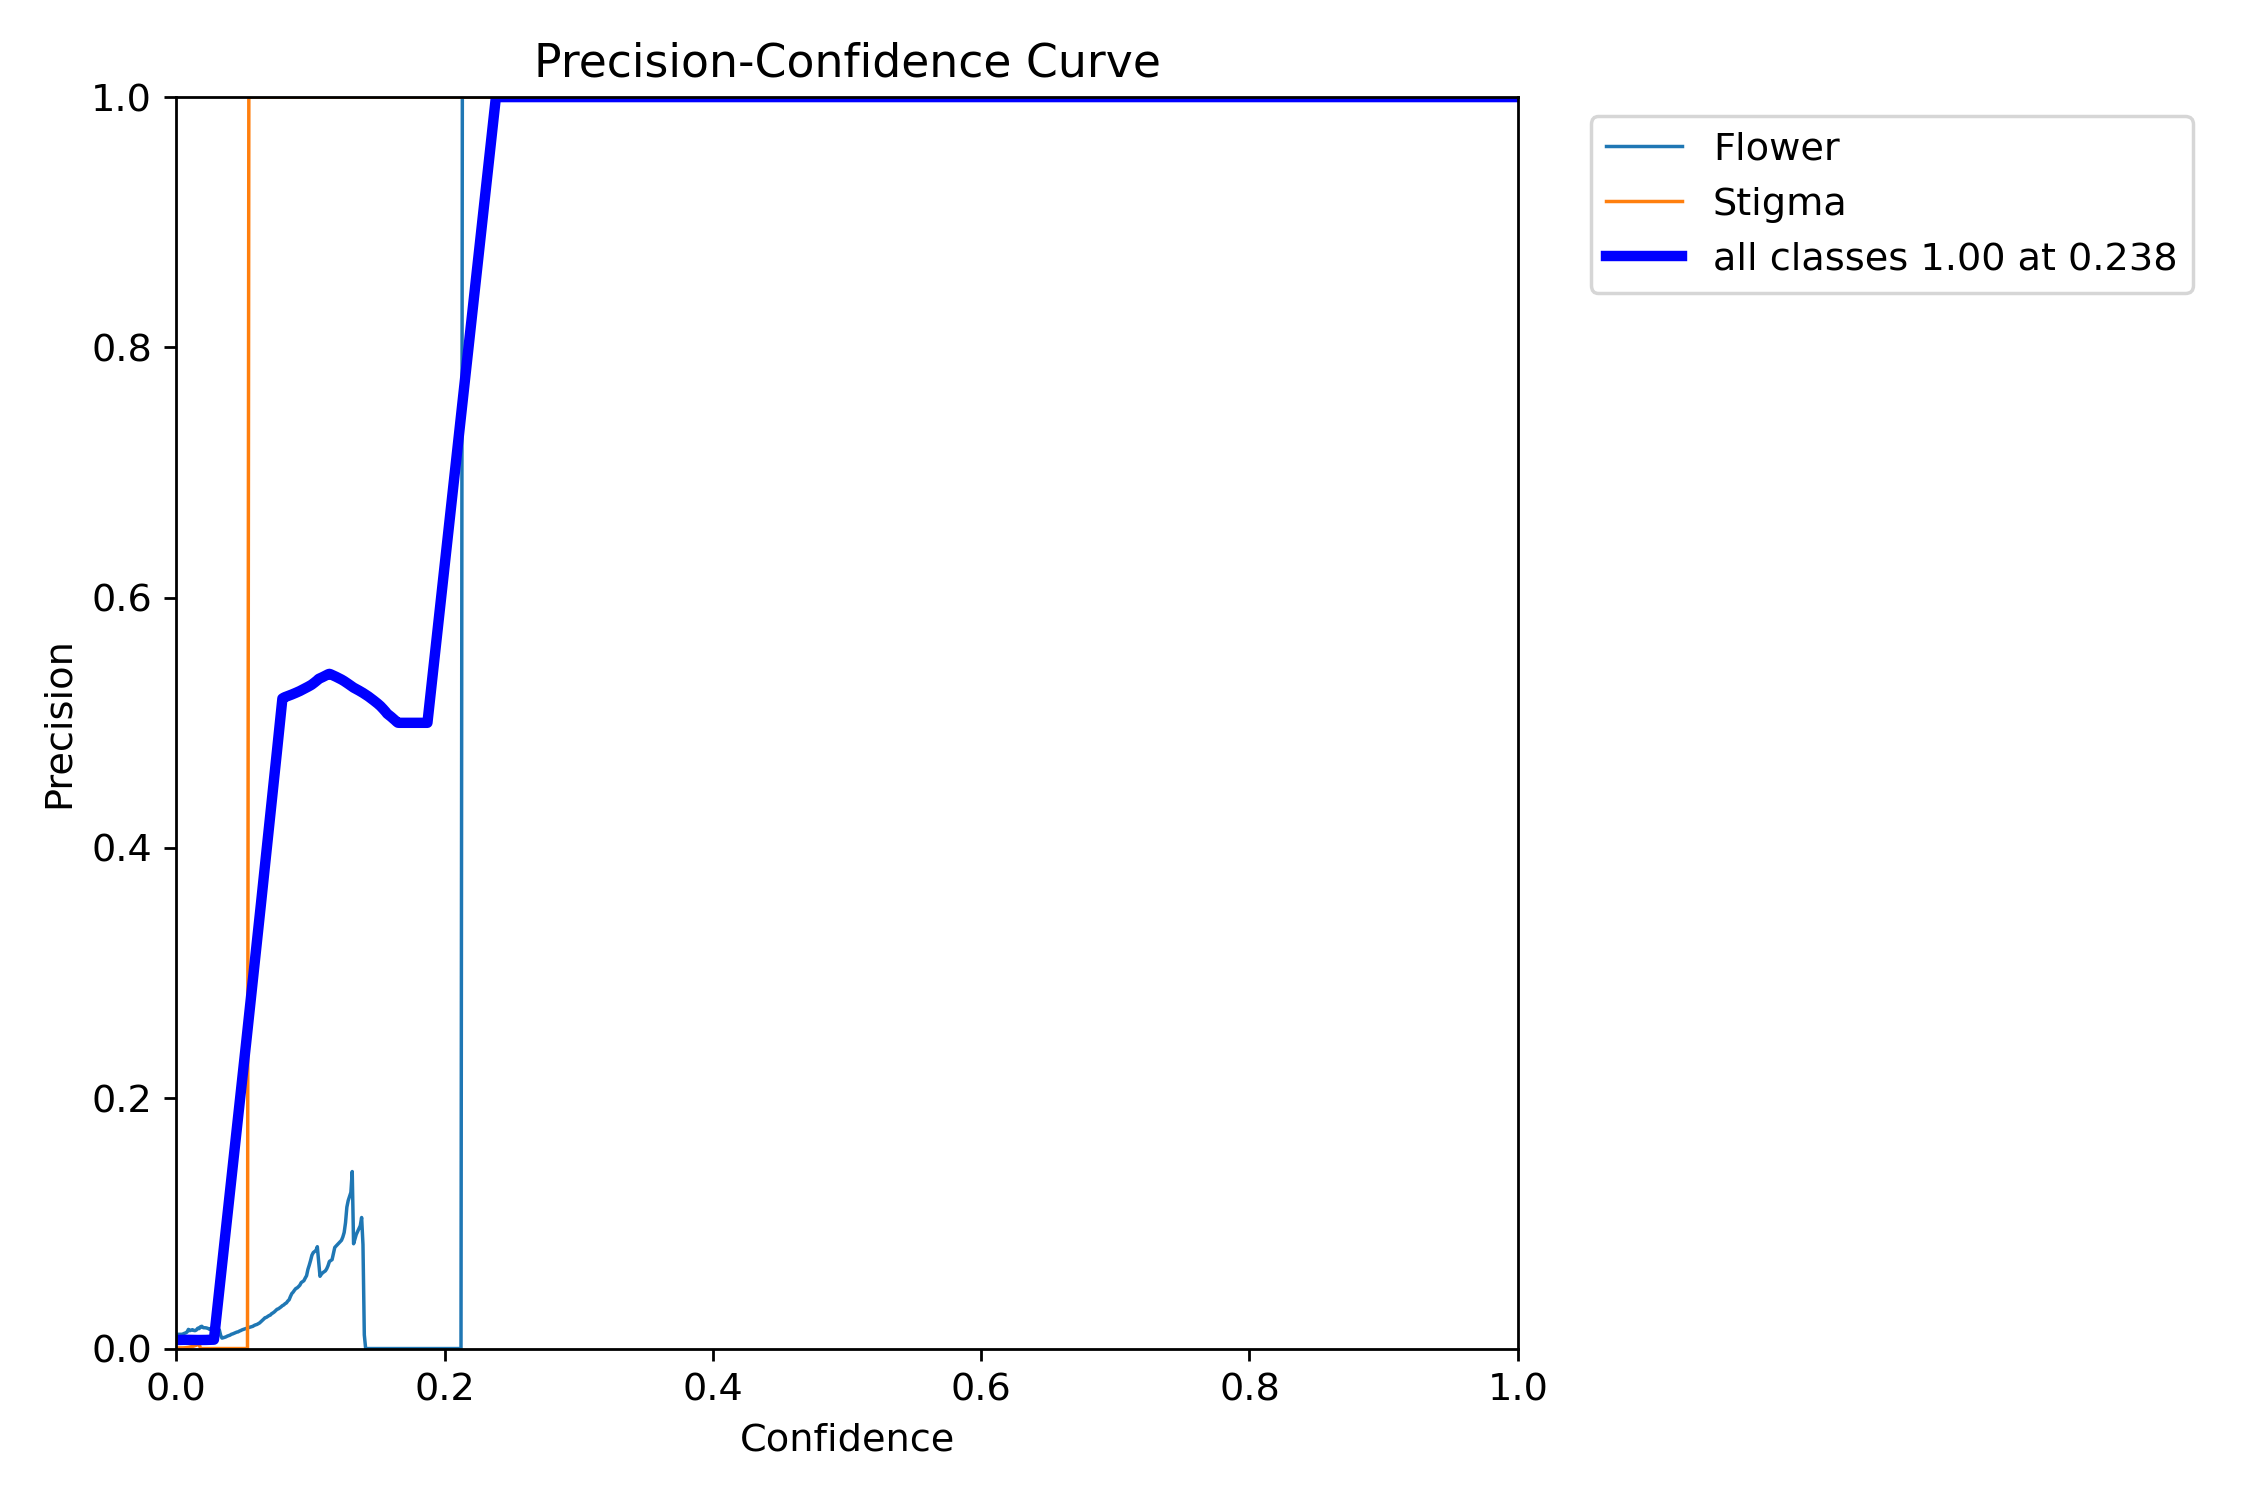 Precision-Confidence Curve
1.0
0.8
0.6
0.4
0.2
0.0
Precision
0.0 0.2 0.4 0.6 0.8 1.0
Confidence
Flower
Stigma
all classes 1.00 at 0.238